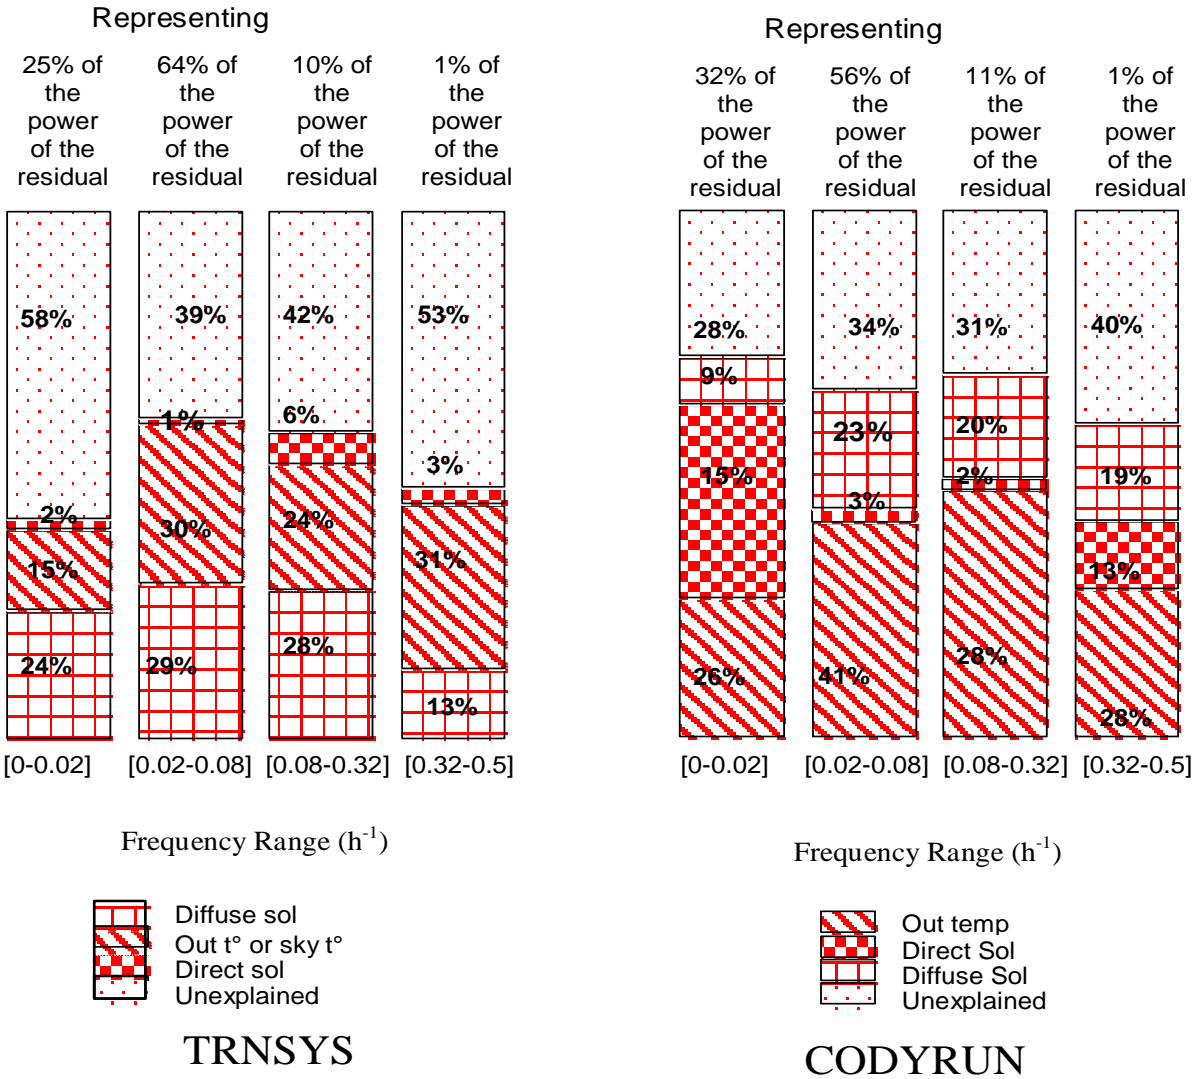 Representing
25% of
the
power
of the
residual
64% of
the
power
of the
residual
10% of
the
power
of the
residual
1% of
the
power
of the
residual
58%
39%
42%
53%
1%
6%
3%
2%
30%
24%
31%
15%
24%
29%
28%
13%
[0-0.02]
[0.02-0.08]
[0.08-0.32]
[0.32-0.5]
Frequency Range (h-1)
Diffuse sol
Out t° or sky t°
Direct sol
Unexplained
TRNSYS
Representing
32% of
the
power
of the
residual
56% of
the
power
of the
residual
11% of
the
power
of the
residual
1% of
the
power
of the
residual
28%
34%
31%
40%
9%
23%
20%
19%
15%
3%
2%
13%
26%
41%
28%
28%
[0-0.02]
[0.02-0.08]
[0.08-0.32]
[0.32-0.5]
Frequency Range (h-1)
Out temp
Direct Sol
Diffuse Sol
Unexplained
CODYRUN